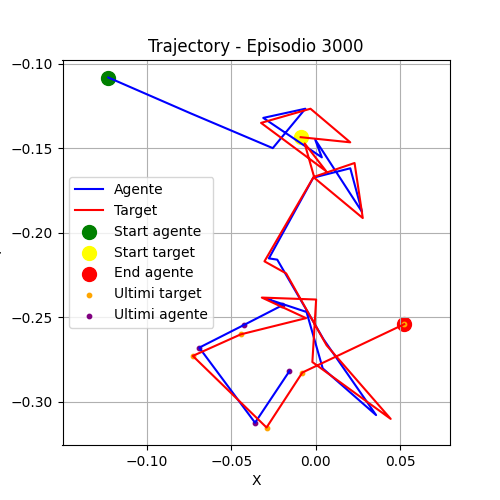 Trajectory - Episodio 3000
−0.10
−0.15
−0.20
−0.25
−0.30
Agente
Target
Start agente
Start target
End agente
Ultimi target
Ultimi agente
−0.10
−0.05
0.00
0.05
X